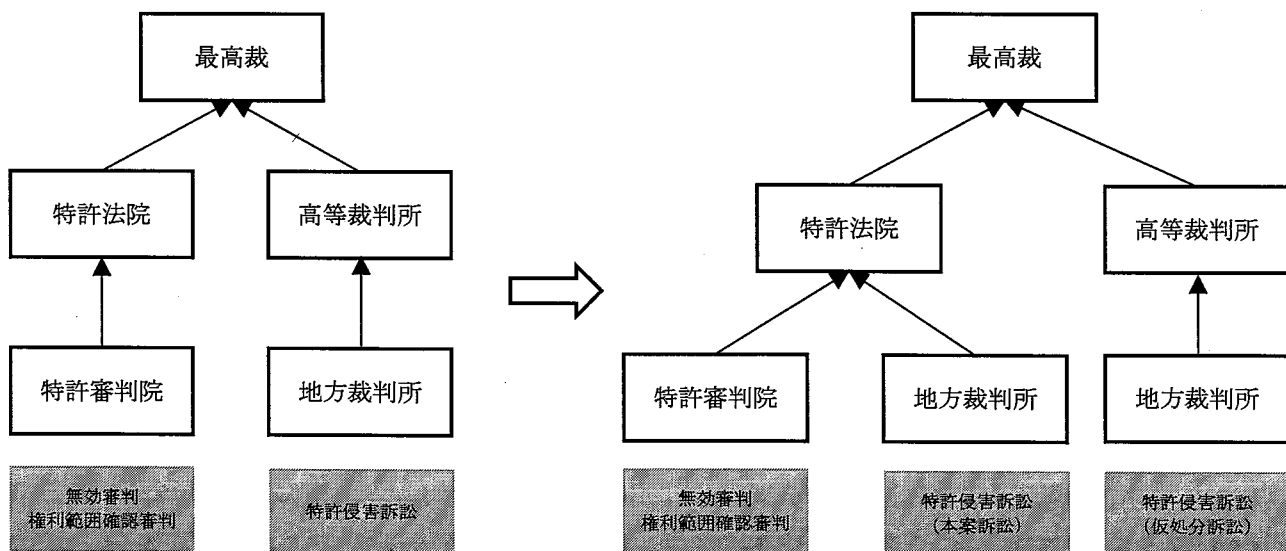 最高裁
特許法院
高等裁判所
特許審判院
地方裁判所
無効審判
権利範囲確認審判
特許侵害訴訟
最高裁
特許法院
高等裁判所
特許審判院
地方裁判所
地方裁判所
無効審判
権利範囲確認審判
特許侵害訴訟
(本案訴訟)
特許侵害訴訟
(仮処分訴訟)